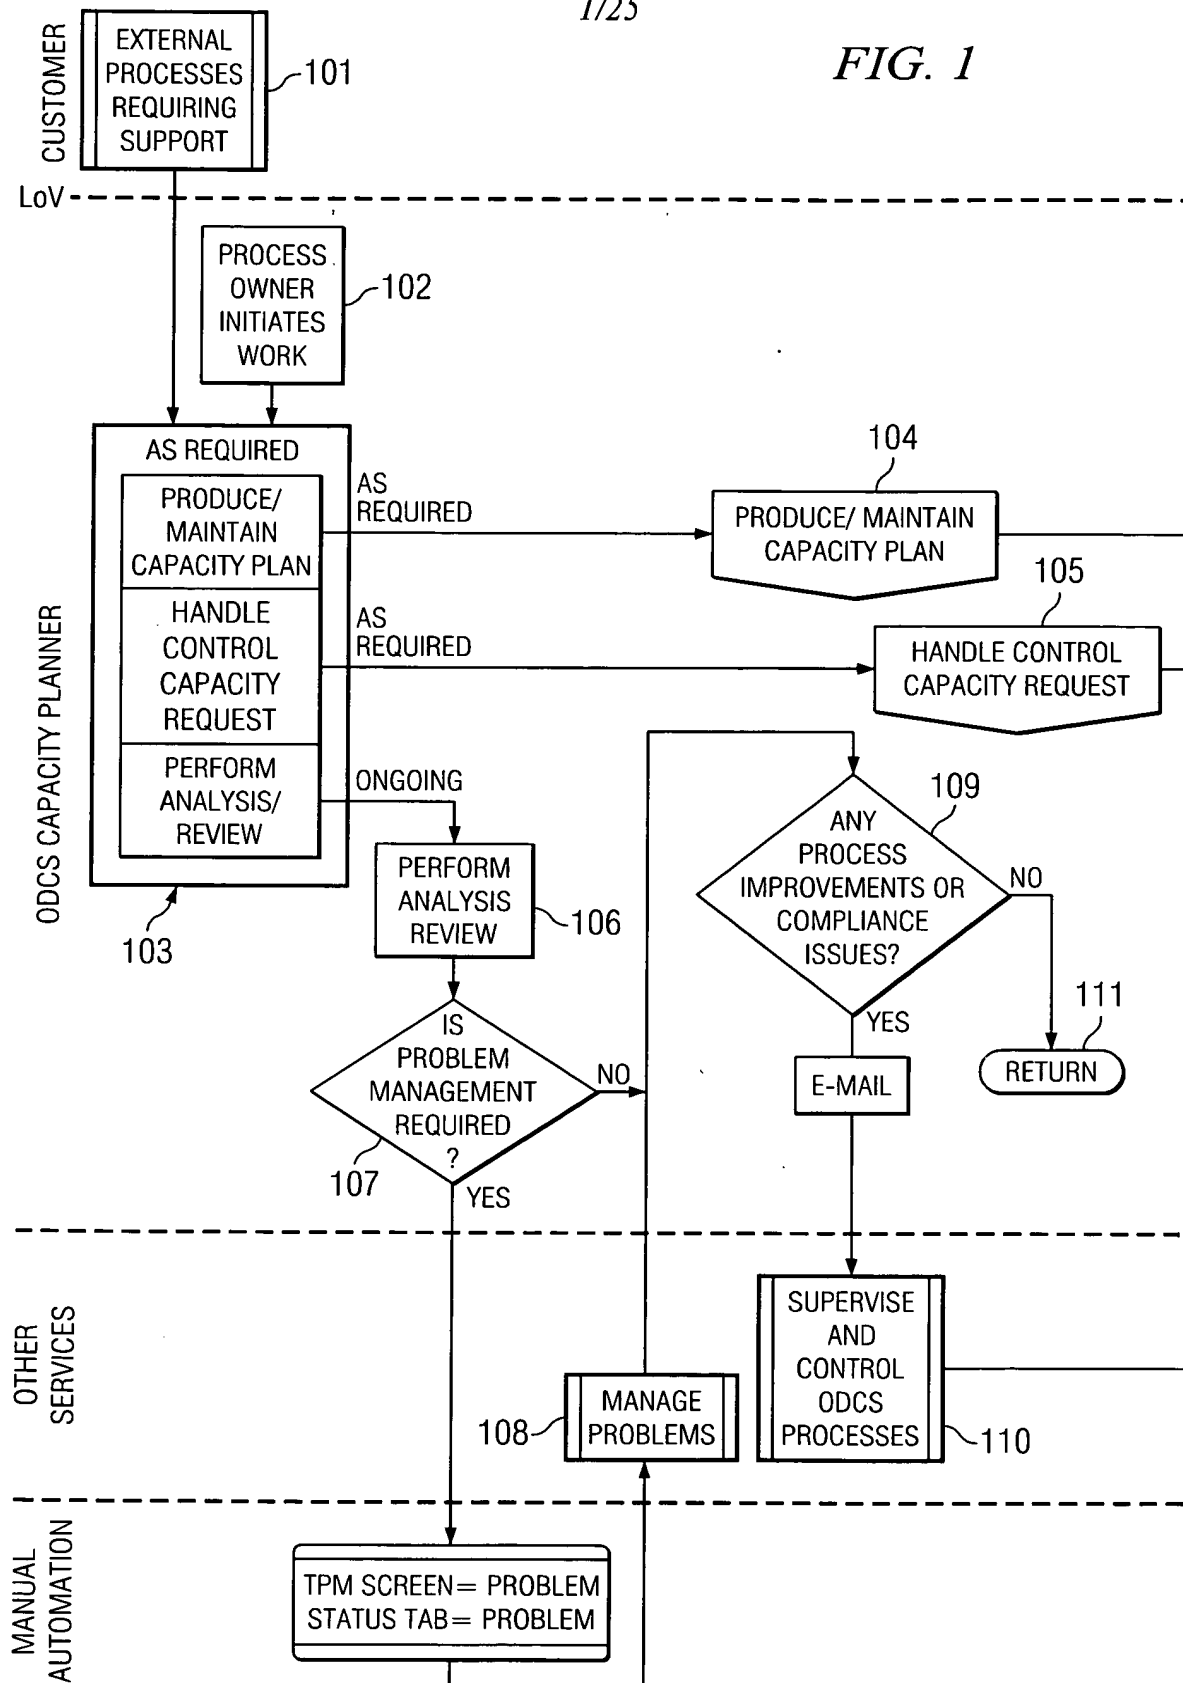 1/25
FIG. 1
CUSTOMER
EXTERNAL
PROCESSES
REQUIRING
SUPPORT
101
LoV
PROCESS
OWNER
INITIATES
WORK
102
ODCS CAPACITY PLANNER
AS REQUIRED
PRODUCE/
MAINTAIN
CAPACITY PLAN
HANDLE
CONTROL
CAPACITY
REQUEST
PERFORM
ANALYSIS/
REVIEW
103
AS
REQUIRED
104
PRODUCE/ MAINTAIN
CAPACITY PLAN
AS
REQUIRED
105
HANDLE CONTROL
CAPACITY REQUEST
ONGOING
PERFORM
ANALYSIS
REVIEW
106
IS
PROBLEM
MANAGEMENT
REQUIRED
?
107
NO
YES
109
ANY
PROCESS
IMPROVEMENTS OR
COMPLIANCE
ISSUES?
NO
YES
111
RETURN
E-MAIL
OTHER
SERVICES
108
MANAGE
PROBLEMS
SUPERVISE
AND
CONTROL
ODCS
PROCESSES
110
MANUAL
AUTOMATION
TPM SCREEN= PROBLEM
STATUS TAB= PROBLEM